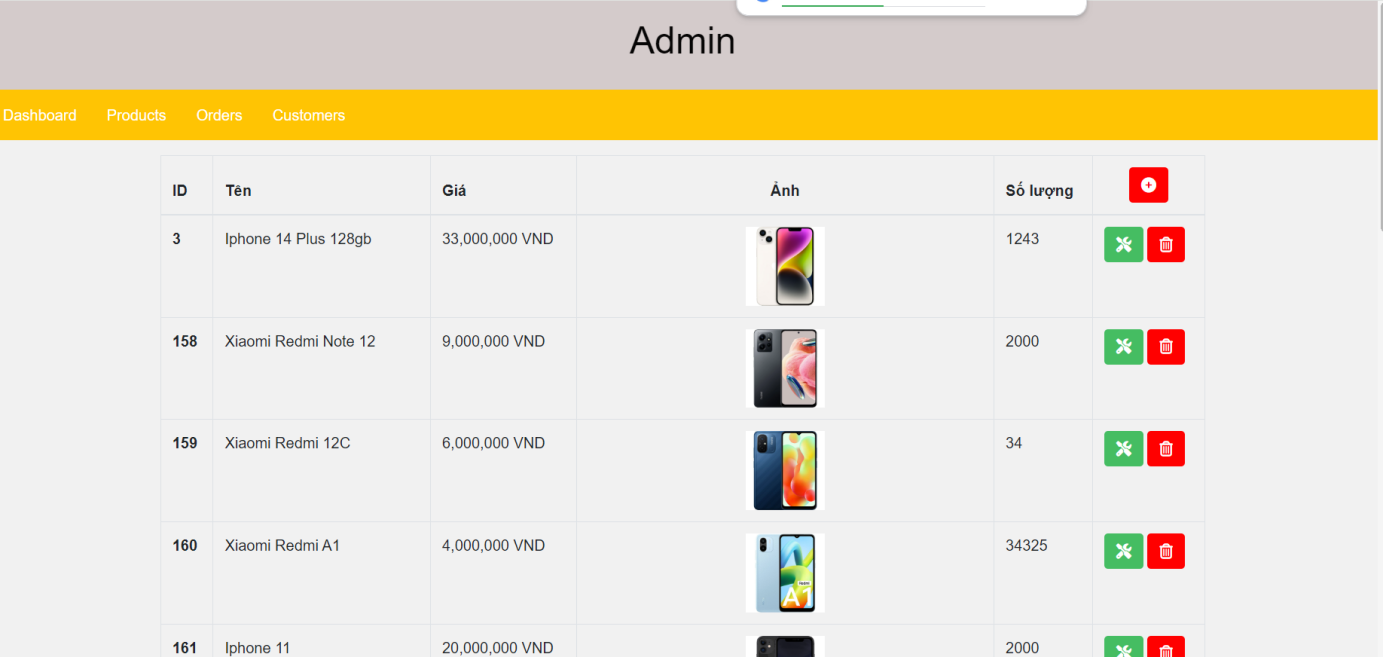 Admin
Dashboard Products Orders Customers
ID Tên Giá Ảnh Số lượng
3 Iphone 14 Plus 128gb 33,000,000 VND 1243
158 Xiaomi Redmi Note 12 9,000,000 VND 2000
159 Xiaomi Redmi 12C 6,000,000 VND 34
160 Xiaomi Redmi A1 4,000,000 VND 34325
A1
161 Iphone 11 20,000,000 VND 2000